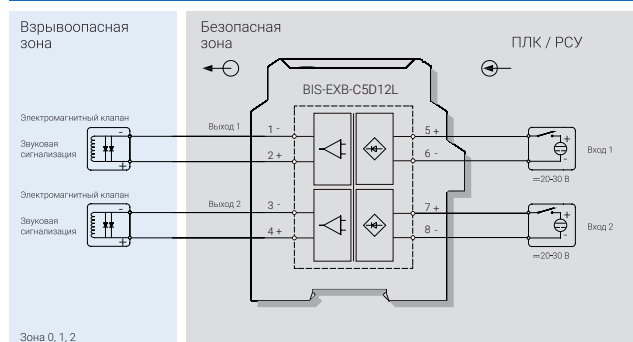 Взрывоопасная
зона
Безопасная
зона
ПЛК / РСУ
BIS-EXB-C5D12L
Электромагнитный клапан
Звуковая
сигнализация
-
+
Выход 1
1 -
2 +
5 +
6 -
+
-
Вход 1
⎓20-30 В
Электромагнитный клапан
Звуковая
сигнализация
-
+
Выход 2
3 -
4 +
7 +
8 -
+
-
Вход 2
⎓20-30 В
Зона 0, 1, 2